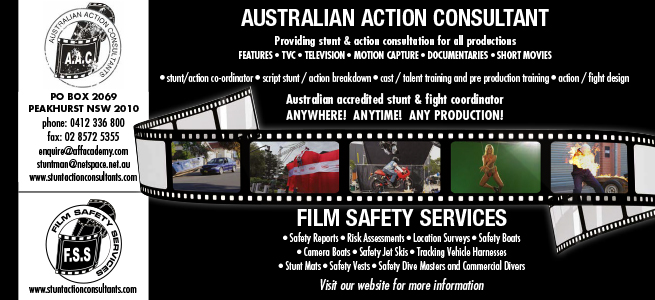 AUSTRALIAN ACTION CONSULTANTS
A.A.C
PO BOX 2069
PEAKHURST NSW 2010
phone: 0412 336 800
fax: 02 8572 5355
enquire@affacademy.com
stuntman@netspace.net.au
www.stuntactionconsultants.com
FILM SAFETY SERVICES
F.S.S
www.stuntactionconsultants.com
AUSTRALIAN ACTION CONSULTANT
Providing stunt & action consultation for all productions
FEATURES • TVC • TELEVISION • MOTION CAPTURE • DOCUMENTARIES • SHORT MOVIES
• stunt/action co-ordinator • script stunt / action breakdown • cast / talent training and pre production training • action / fight design
Australian accredited stunt & fight coordinator
ANYWHERE! ANYTIME! ANY PRODUCTION!
FILM SAFETY SERVICES
• Safety Reports • Risk Assessments • Location Surveys • Safety Boats
• Camera Boats • Safety Jet Skis • Tracking Vehicle Harnesses
• Stunt Mats • Safety Vests • Safety Dive Masters and Commercial Divers
Visit our website for more information